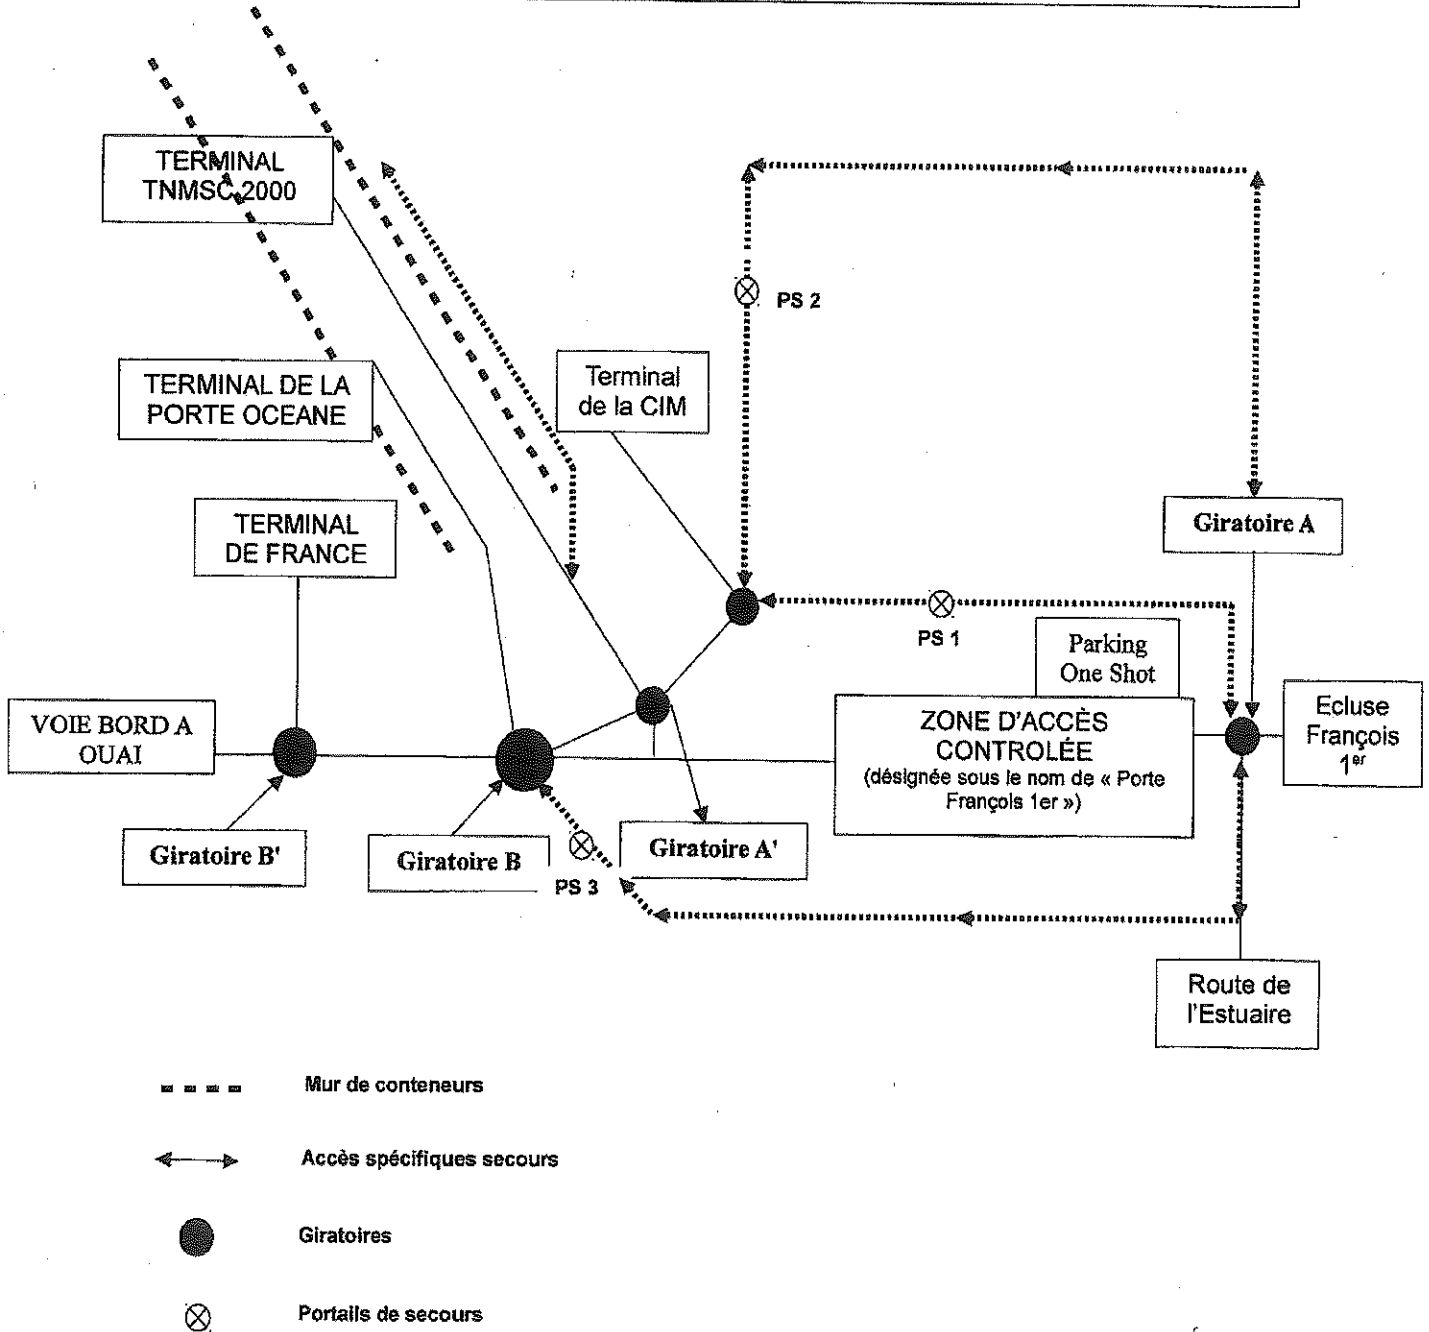 TERMINAL
TNMSC 2000
PS 2
TERMINAL DE LA
PORTE OCEANE
Terminal
de la CIM
TERMINAL
DE FRANCE
Giratoire A
PS 1
Parking
One Shot
VOIE BORD A
OUAI
ZONE D'ACCÈS
CONTROLÉE
(désignée sous le nom de « Porte
François 1er »)
Ecluse
François
1er
Giratoire B'
Giratoire B
PS 3
Giratoire A'
Route de
l'Estuaire
Mur de conteneurs
Accès spécifiques secours
Giratoires
Portails de secours